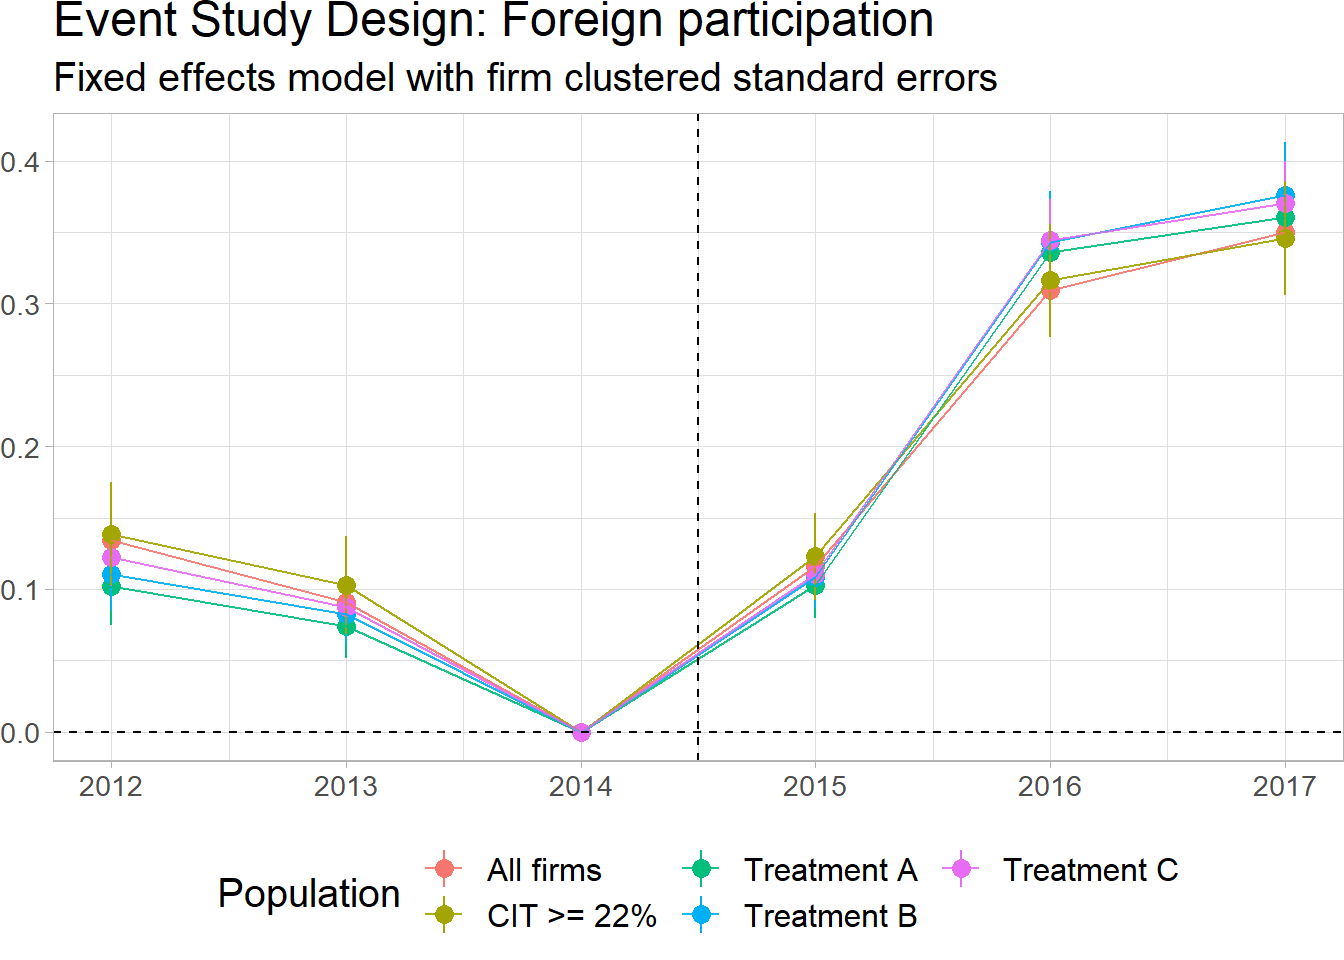 Event Study Design: Foreign participation
Fixed effects model with firm clustered standard errors
0.4
0.3
0.2
0.1
0.0
2012 2013 2014 2015 2016 2017
Population
All firms Treatment A Treatment C
CIT >= 22% Treatment B